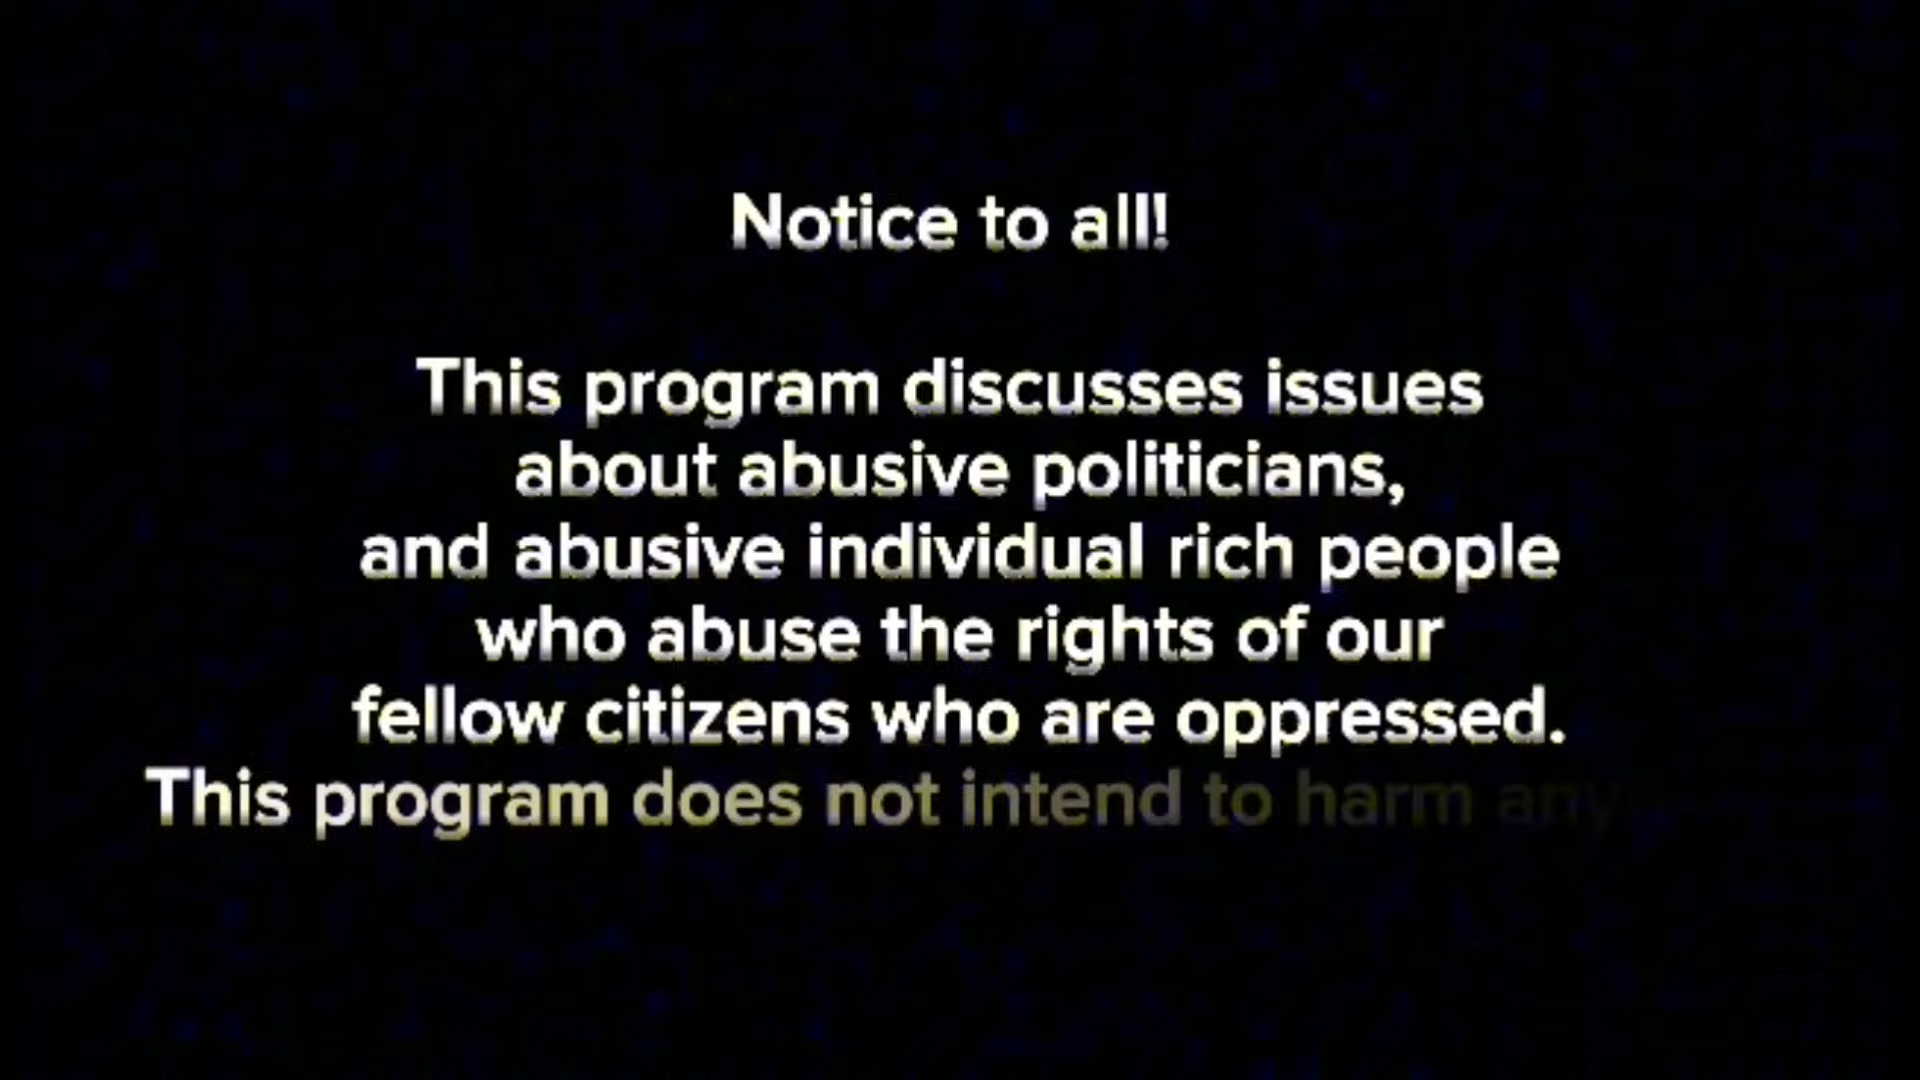 Notice to all!
This program discusses issues
about abusive politicians,
and abusive individual rich people
who abuse the rights of our
fellow citizens who are oppressed.
This program does not intend to harm any